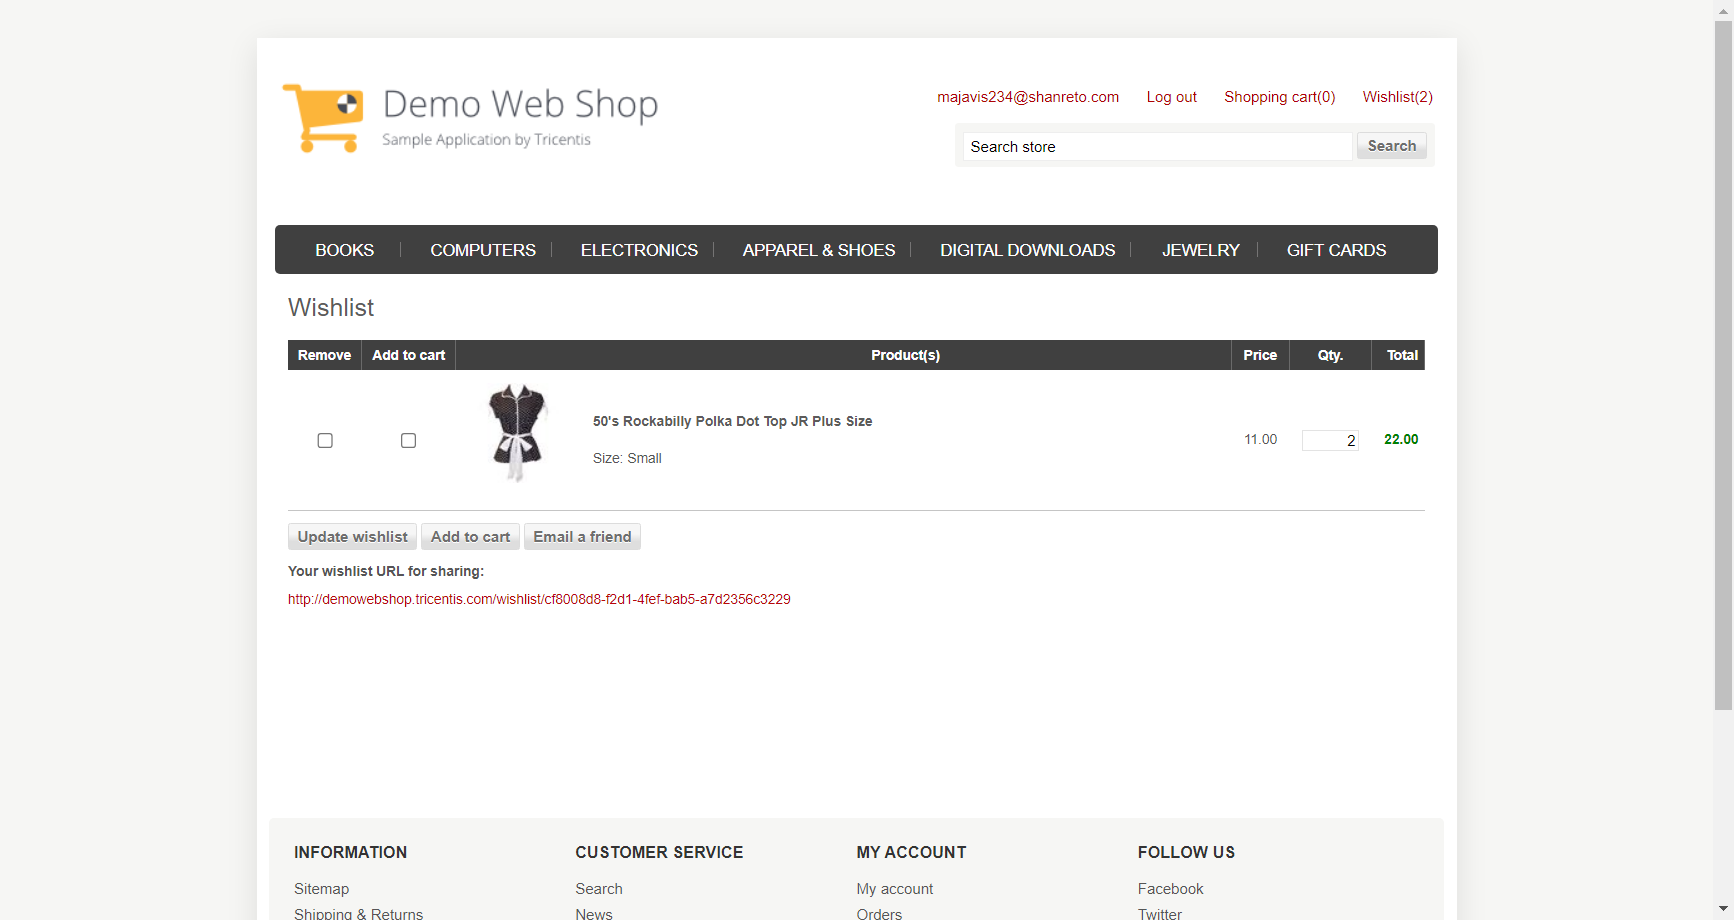 Demo Web Shop
Sample Application by Tricentis
majavis234@shanreto.com Log out Shopping cart(0) Wishlist(2)
Search store Search
BOOKS COMPUTERS ELECTRONICS APPAREL & SHOES DIGITAL DOWNLOADS JEWELRY GIFT CARDS
Wishlist
Remove Add to cart Product(s) Price Qty. Total
50's Rockabilly Polka Dot Top JR Plus Size
Size: Small
11.00 2 22.00
Update wishlist Add to cart Email a friend
Your wishlist URL for sharing:
http://demowebshop.tricentis.com/wishlist/cf8008d8-f2d1-4fef-bab5-a7d2356c3229
INFORMATION CUSTOMER SERVICE MY ACCOUNT FOLLOW US
Sitemap Search My account Facebook
Shipping & Returns News Orders Twitter